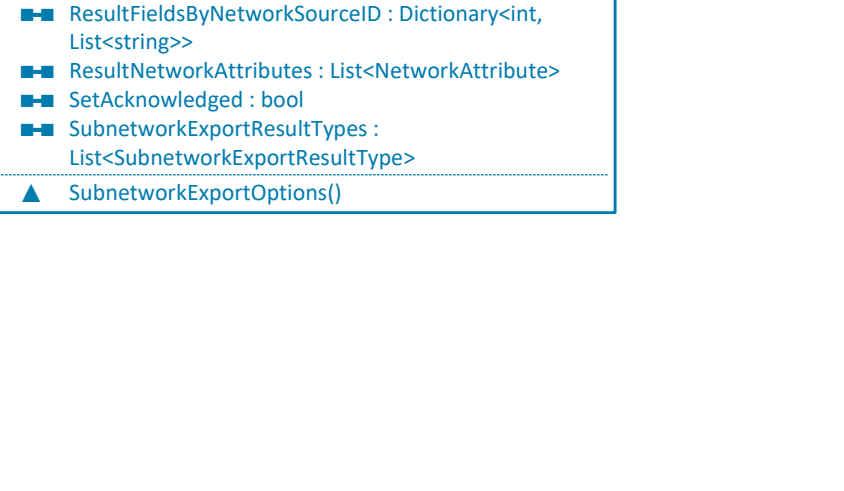 ResultFieldsByNetworkSourceID : Dictionary<int,
List<string>>
ResultNetworkAttributes : List<NetworkAttribute>
SetAcknowledged : bool
SubnetworkExportResultTypes :
List<SubnetworkExportResultType>
SubnetworkExportOptions()